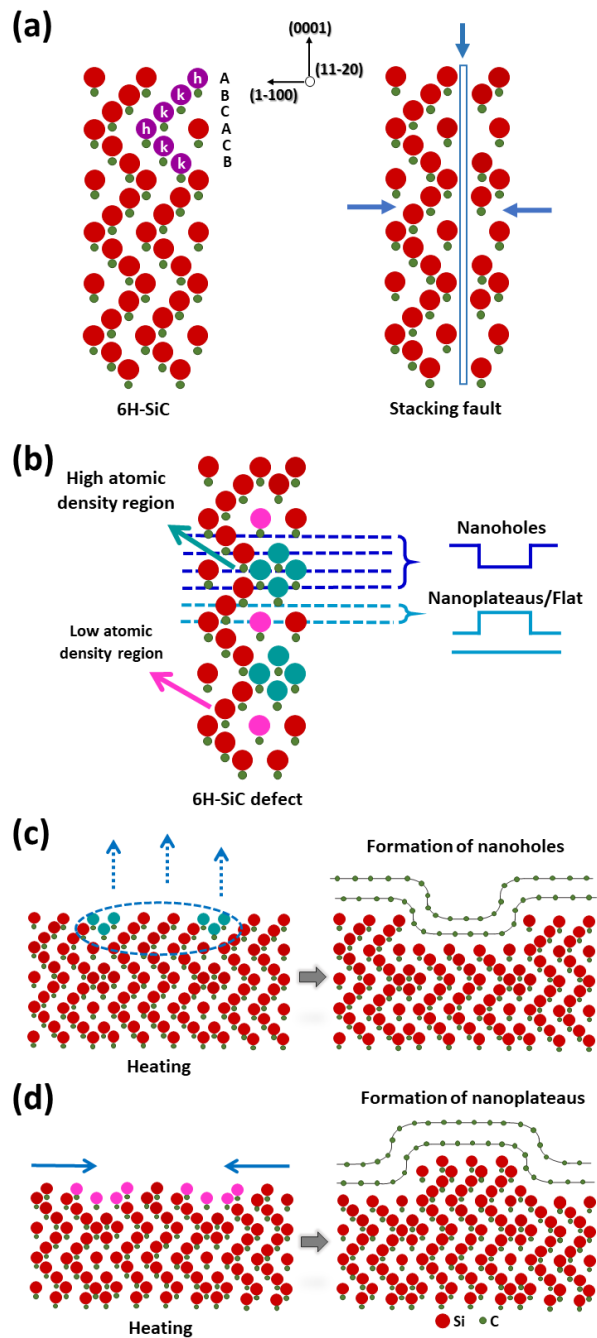 (a)
(0001)
(11-20)
(1-100)
h A
k B
k C
h A
k C
k B
6H-SiC
Stacking fault
(b)
High atomic
density region
Nanoholes
Nanoplateaus/Flat
Low atomic
density region
6H-SiC defect
(c)
Formation of nanoholes
Heating
(d)
Formation of nanoplateaus
Heating
Si C